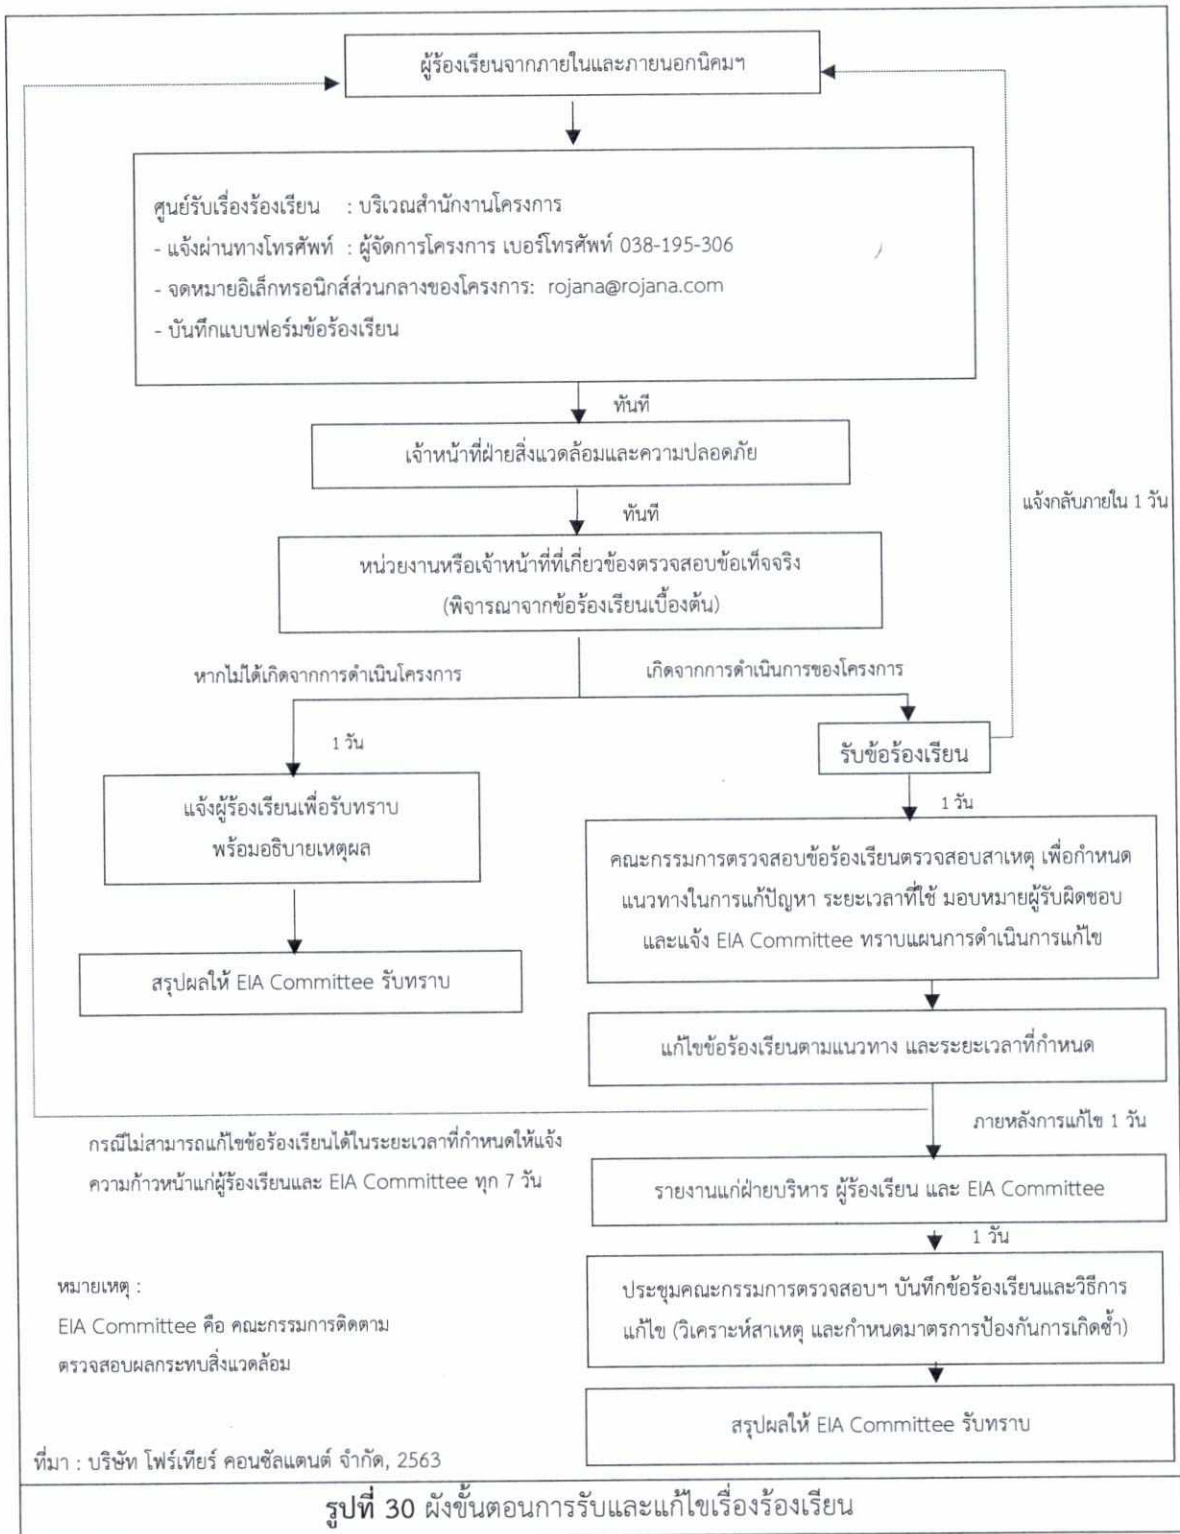 ผู้ร้องเรียนจากภายในและภายนอกนิคมฯ
ศูนย์รับเรื่องร้องเรียน : บริเวณสำนักงานโครงการ
- แจ้งผ่านทางโทรศัพท์ : ผู้จัดการโครงการ เบอร์โทรศัพท์ 038-195-306
- จดหมายอิเล็กทรอนิกส์ส่วนกลางของโครงการ: rojana@rojana.com
- บันทึกแบบฟอร์มข้อร้องเรียน
ทันที
เจ้าหน้าที่ฝ่ายสิ่งแวดล้อมและความปลอดภัย
แจ้งกลับภายใน 1 วัน
ทันที
หน่วยงานหรือเจ้าหน้าที่ที่เกี่ยวข้องตรวจสอบข้อเท็จจริง
(พิจารณาจากข้อร้องเรียนเบื้องต้น)
หากไม่ได้เกิดจากการดำเนินโครงการ
เกิดจากการดำเนินการของโครงการ
1 วัน
รับข้อร้องเรียน
แจ้งผู้ร้องเรียนเพื่อรับทราบ
พร้อมอธิบายเหตุผล
1 วัน
คณะกรรมการตรวจสอบข้อร้องเรียนตรวจสอบสาเหตุ เพื่อกำหนด
แนวทางในการแก้ปัญหา ระยะเวลาที่ใช้ มอบหมายผู้รับผิดชอบ
และแจ้ง EIA Committee ทราบแผนการดำเนินการแก้ไข
สรุปผลให้ EIA Committee รับทราบ
แก้ไขข้อร้องเรียนตามแนวทาง และระยะเวลาที่กำหนด
ภายหลังการแก้ไข 1 วัน
กรณีไม่สามารถแก้ไขข้อร้องเรียนได้ในระยะเวลาที่กำหนดให้แจ้ง
ความก้าวหน้าแก่ผู้ร้องเรียนและ EIA Committee ทุก 7 วัน
รายงานแก่ฝ่ายบริหาร ผู้ร้องเรียน และ EIA Committee
1 วัน
ประชุมคณะกรรมการตรวจสอบฯ บันทึกข้อร้องเรียนและวิธีการ
แก้ไข (วิเคราะห์สาเหตุ และกำหนดมาตรการป้องกันการเกิดซ้ำ)
หมายเหตุ :
EIA Committee คือ คณะกรรมการติดตาม
ตรวจสอบผลกระทบสิ่งแวดล้อม
สรุปผลให้ EIA Committee รับทราบ
ที่มา : บริษัท โฟร์เทียร์ คอนซัลแตนต์ จำกัด, 2563
รูปที่ 30 ผังขั้นตอนการรับและแก้ไขเรื่องร้องเรียน